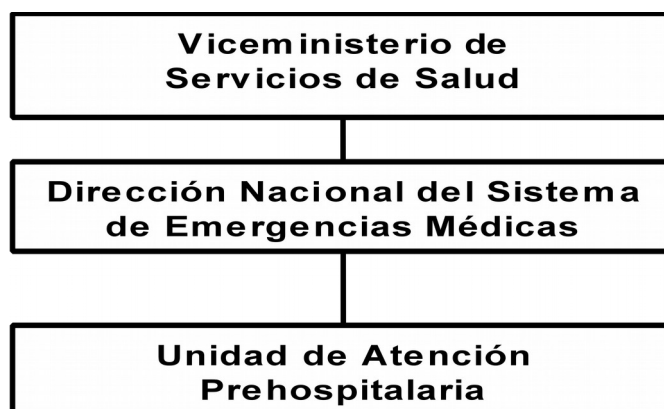 Viceministerio de
Servicios de Salud
Dirección Nacional del Sistema
de Emergencias Médicas
Unidad de Atención
Prehospitalaria